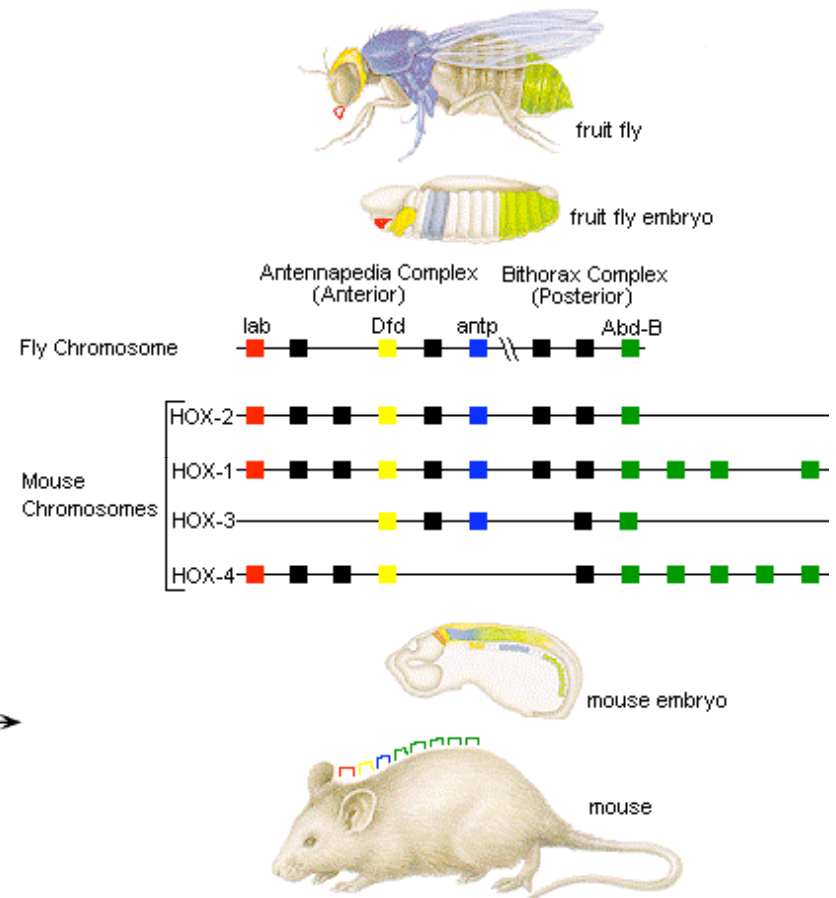 fruit fly
fruit fly embryo
Antennapedia Complex
(Anterior)
Bithorax Complex
(Posterior)
lab Dfd antp Abd-B
Fly Chromosome
HOX-2
HOX-1
Mouse
Chromosomes
HOX-3
HOX-4
mouse embryo
mouse